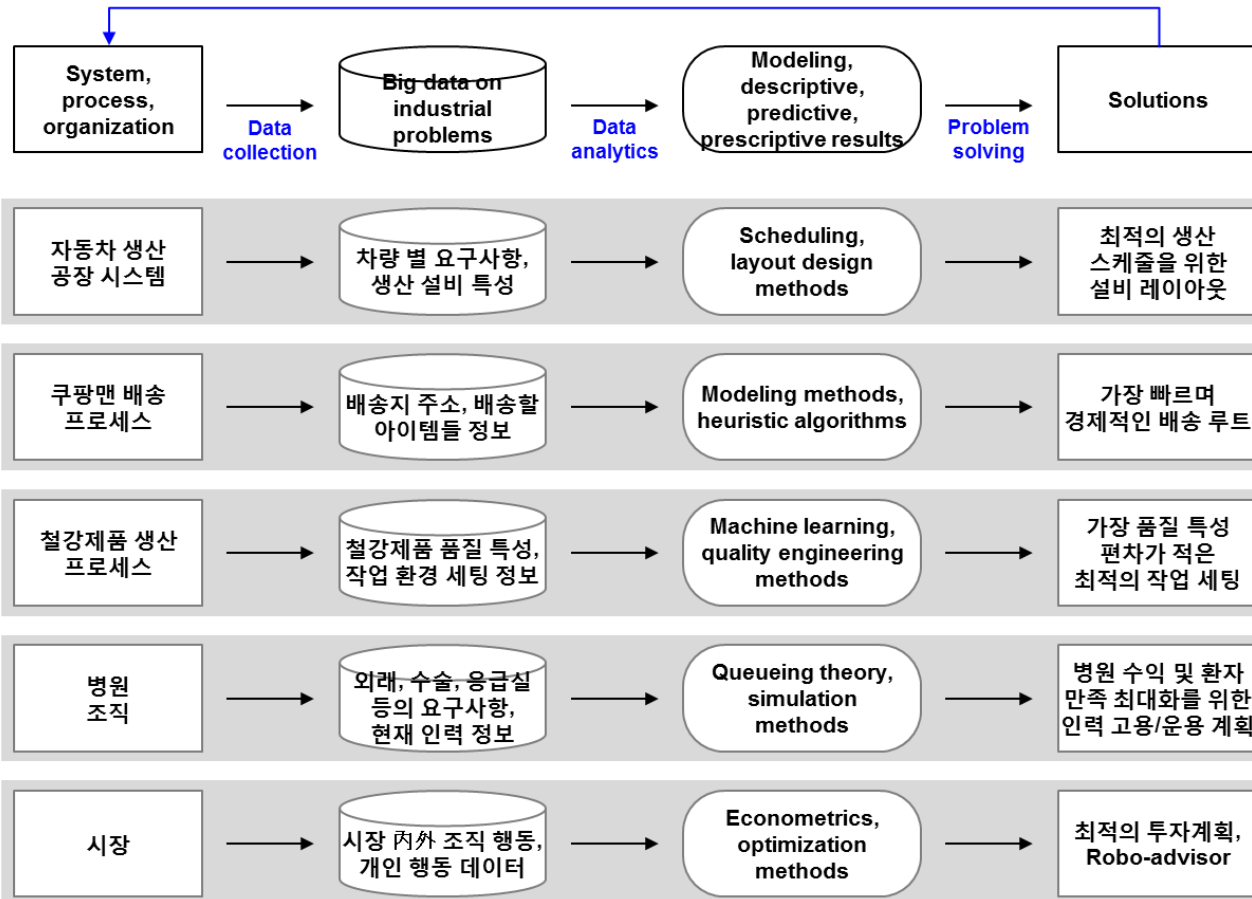 System,
process,
organization
Data
collection
Big data on
industrial
problems
Data
analytics
Modeling,
descriptive,
predictive,
prescriptive results
Problem
solving
Solutions
자동차 생산
공장 시스템
차량 별 요구사항,
생산 설비 특성
Scheduling,
layout design
methods
최적의 생산
스케줄을 위한
설비 레이아웃
쿠팡맨 배송
프로세스
배송지 주소, 배송할
아이템들 정보
Modeling methods,
heuristic algorithms
가장 빠르며
경제적인 배송 루트
철강제품 생산
프로세스
철강제품 품질 특성,
작업 환경 세팅 정보
Machine learning,
quality engineering
methods
가장 품질 특성
편차가 적은
최적의 작업 세팅
병원
조직
외래, 수술, 응급실
등의 요구사항,
현재 인력 정보
Queueing theory,
simulation
methods
병원 수익 및 환자
만족 최대화를 위한
인력 고용/운용 계획
시장
시장 內外 조직 행동,
개인 행동 데이터
Econometrics,
optimization
methods
최적의 투자계획,
Robo-advisor